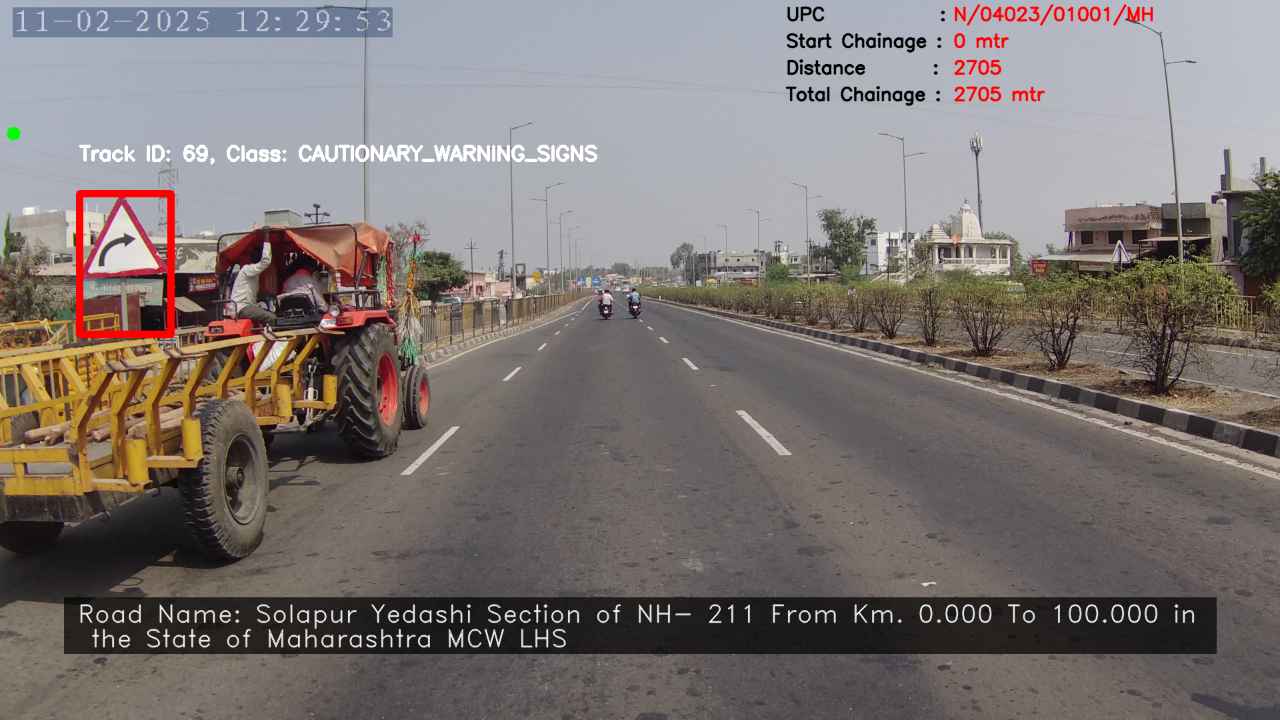 11-02-2025 12:29:53
UPC : N/04023/01001/MH
Start Chainage : 0 mtr
Distance : 2705
Total Chainage : 2705 mtr
Track ID: 69, Class: CAUTIONARY_WARNING_SIGNS
Road Name: Solapur Yedashi Section of NH- 211 From Km. 0.000 To 100.000 in
the State of Maharashtra MCW LHS